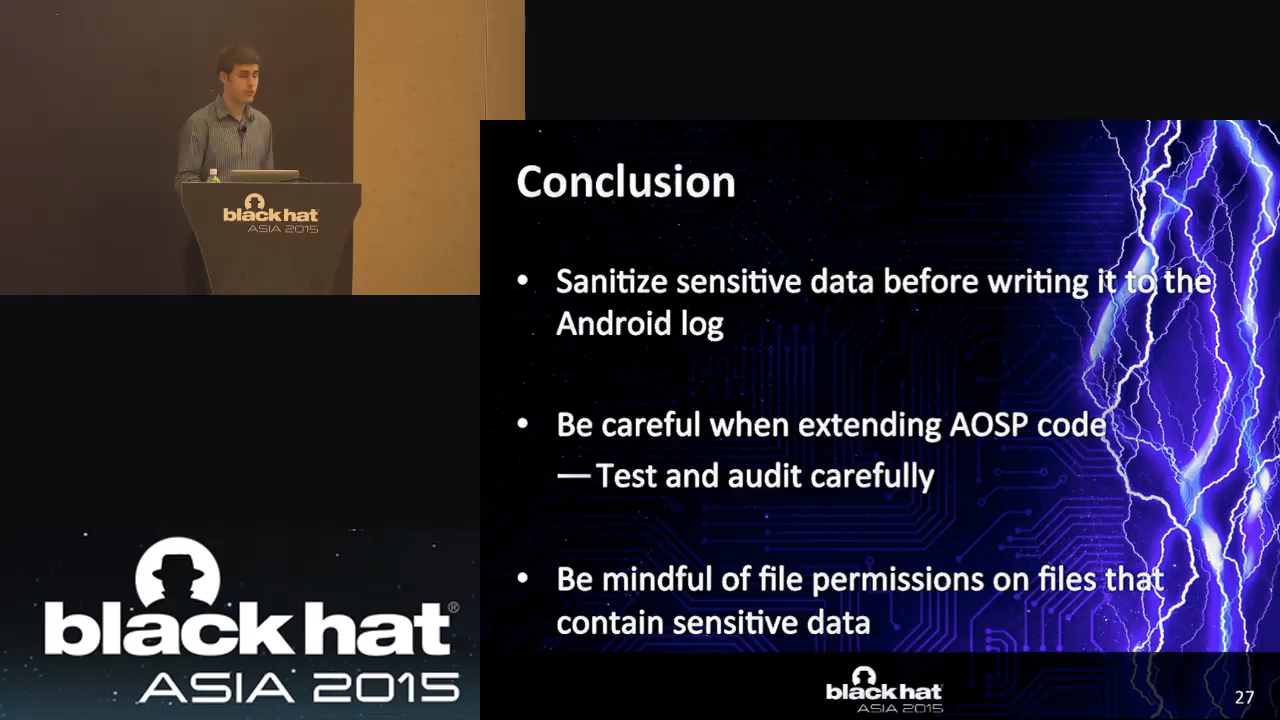 black hat
ASIA 2015
Conclusion
• Sanitize sensitive data before writing it to the
Android log
• Be careful when extending AOSP code
— Test and audit carefully
• Be mindful of file permissions on files that
contain sensitive data
black hat®
ASIA 2015
black hat
ASIA 2015
27